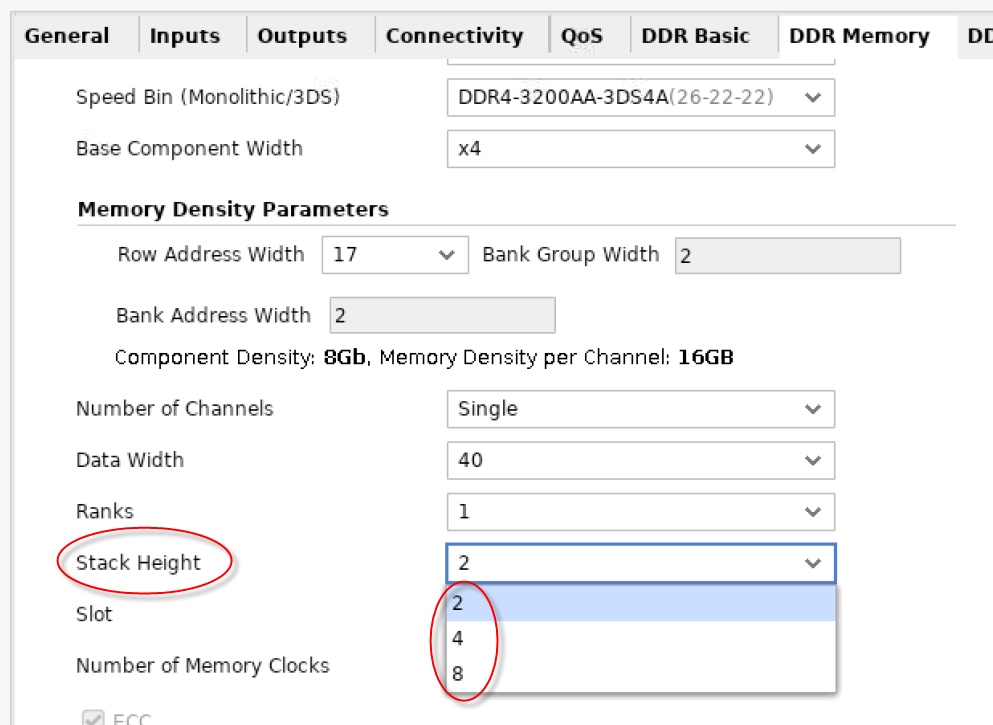 General Inputs Outputs Connectivity QoS DDR Basic DDR Memory DD
Speed Bin (Monolithic/3DS) DDR4-3200AA-3DS4A(26-22-22)
Base Component Width x4
Memory Density Parameters
Row Address Width 17 Bank Group Width 2
Bank Address Width 2
Component Density: 8Gb, Memory Density per Channel: 16GB
Number of Channels Single
Data Width 40
Ranks 1
Stack Height 2
2
Slot
4
Number of Memory Clocks
8
ECC